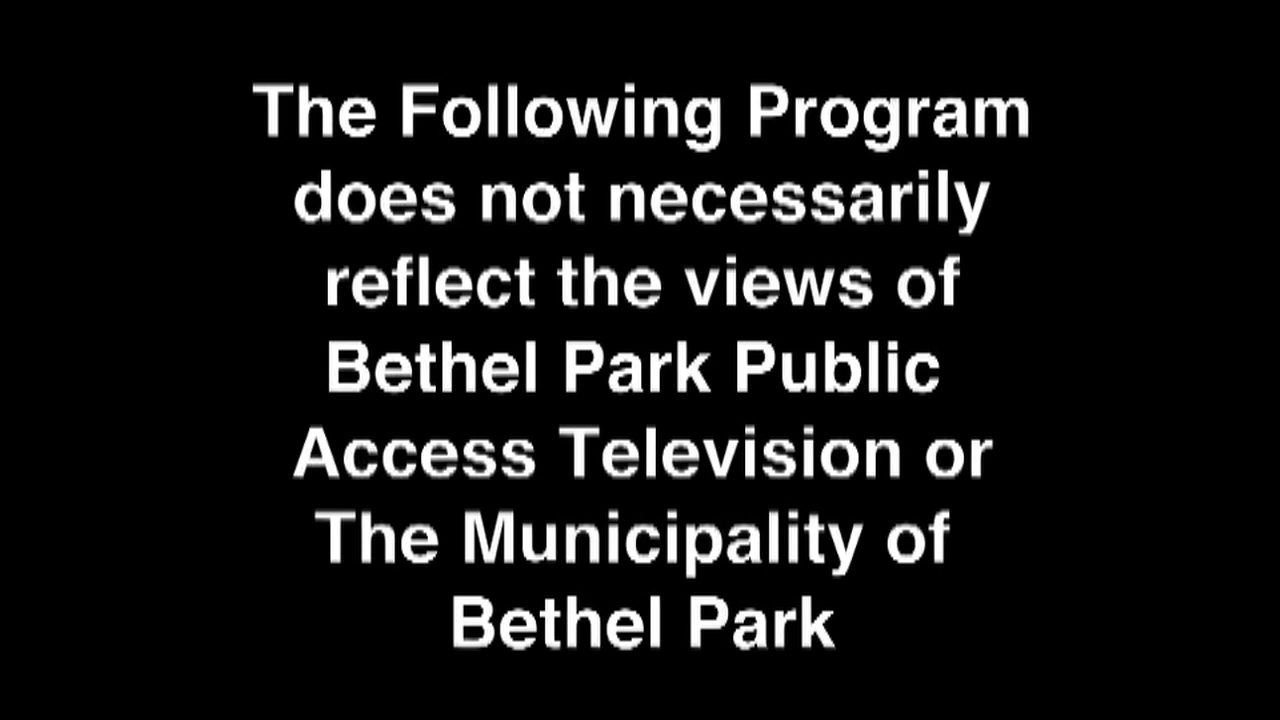 The Following Program
does not necessarily
reflect the views of
Bethel Park Public
Access Television or
The Municipality of
Bethel Park